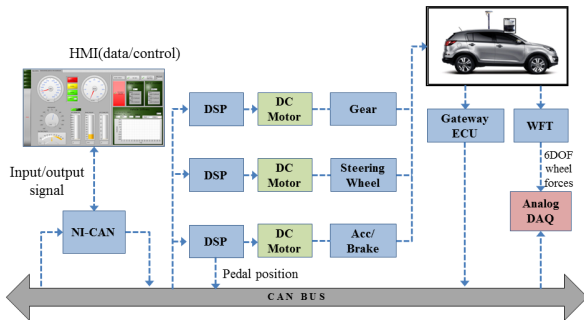 HMI(data/control)
Input/output
signal
NI-CAN
DSP
DC
Motor
Gear
DSP
DC
Motor
Steering
Wheel
DSP
DC
Motor
Acc/
Brake
Pedal position
Gateway
ECU
WFT
6DOF
wheel
forces
Analog
DAQ
CAN BUS